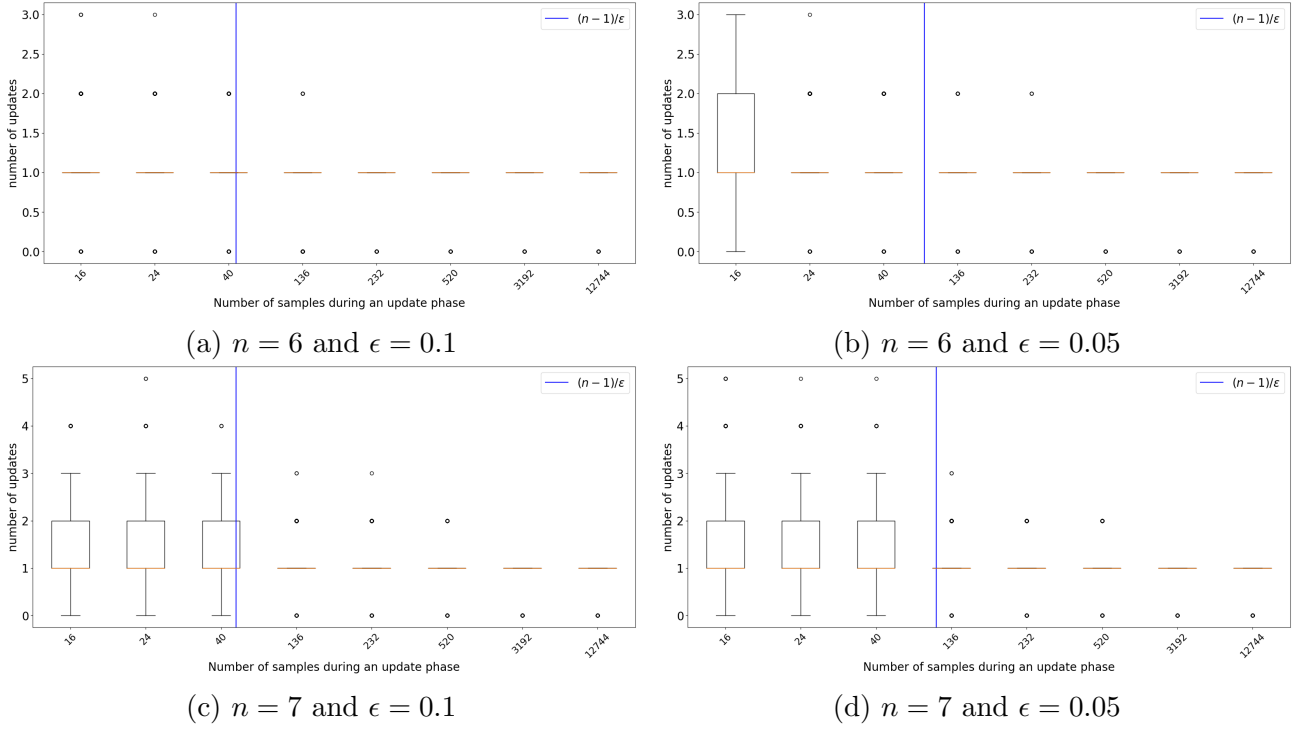 3.0
2.5
2.0
1.5
1.0
0.5
0.0
number of updates
(n − 1)/ε
16 24 40 136 232 520 3192 12744
Number of samples during an update phase
(a) n = 6 and ϵ = 0.1
3.0
2.5
2.0
1.5
1.0
0.5
0.0
number of updates
(n − 1)/ε
16 24 40 136 232 520 3192 12744
Number of samples during an update phase
(b) n = 6 and ϵ = 0.05
5
4
3
2
1
0
number of updates
(n − 1)/ε
16 24 40 136 232 520 3192 12744
Number of samples during an update phase
(c) n = 7 and ϵ = 0.1
5
4
3
2
1
0
number of updates
(n − 1)/ε
16 24 40 136 232 520 3192 12744
Number of samples during an update phase
(d) n = 7 and ϵ = 0.05